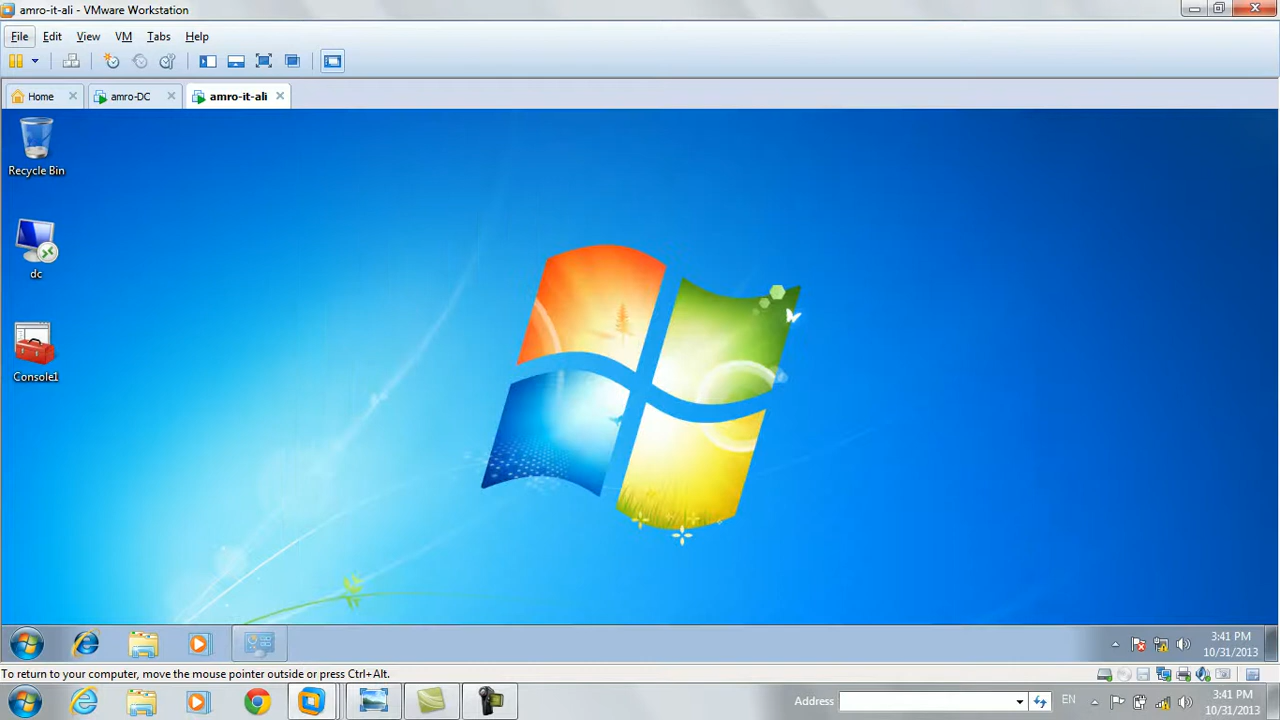 amro-it-ali - VMware Workstation
File Edit View VM Tabs Help
Home amro-DC amro-it-ali
Recycle Bin
dc
Console1
3:41 PM
10/31/2013
To return to your computer, move the mouse pointer outside or press Ctrl+Alt.
Address EN
3:41 PM
10/31/2013